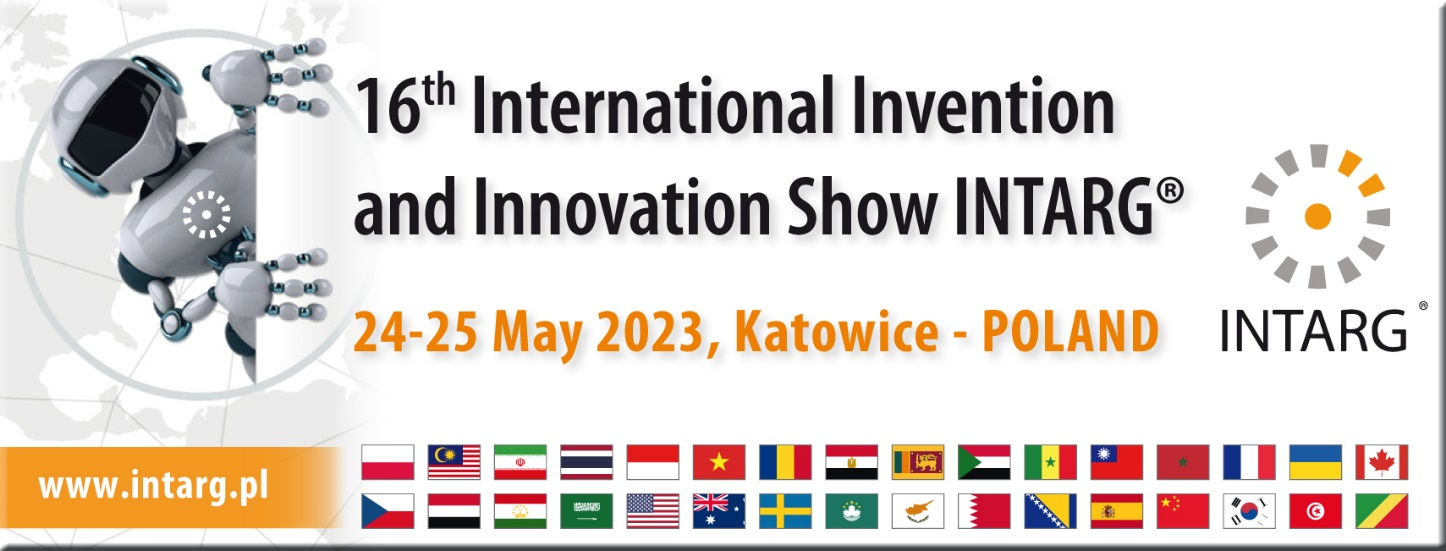 16th International Invention
and Innovation Show INTARG®
24-25 May 2023, Katowice - POLAND
INTARG®
www.intarg.pl